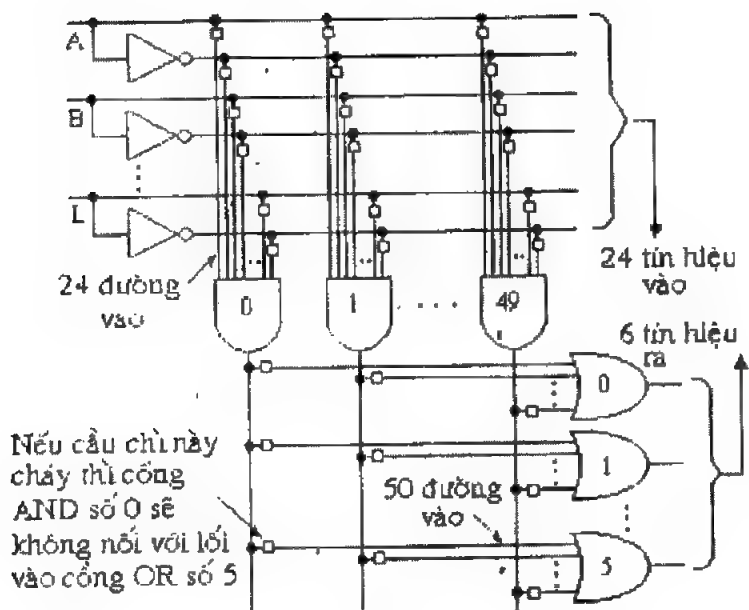 A
B
L
24 đường
vào
24 tín hiệu
vào
0
1
49
6 tín hiệu
ra
0
Nếu cầu chì này
cháy thì cổng
AND số 0 sẽ
không nối với lối
vào cổng OR số 5
50 đường
vào
1
5